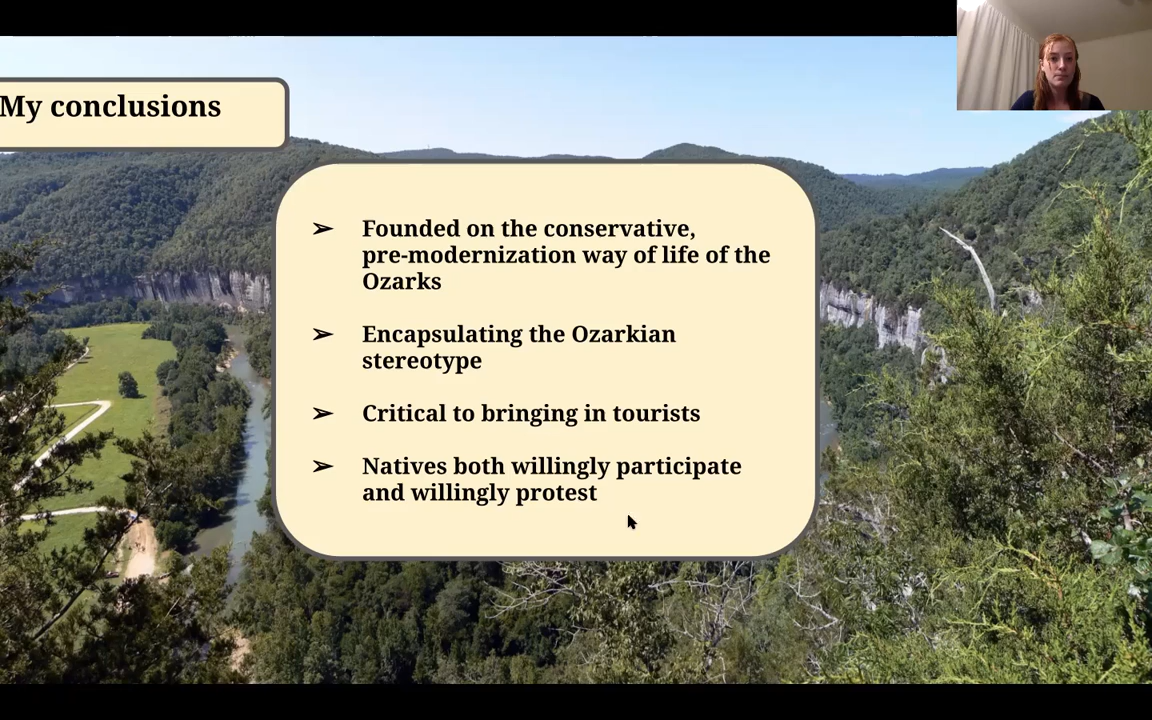 My conclusions
➢ Founded on the conservative,
pre-modernization way of life of the
Ozarks
➢ Encapsulating the Ozarkian
stereotype
➢ Critical to bringing in tourists
➢ Natives both willingly participate
and willingly protest